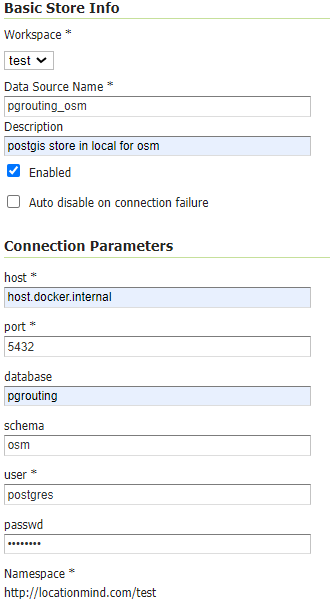 Basic Store Info
Workspace *
test
Data Source Name *
pgrouting_osm
Description
postgis store in local for osm
Enabled
Auto disable on connection failure
Connection Parameters
host *
host.docker.internal
port *
5432
database
pgrouting
schema
osm
user *
postgres
passwd
••••••••
Namespace *
http://locationmind.com/test